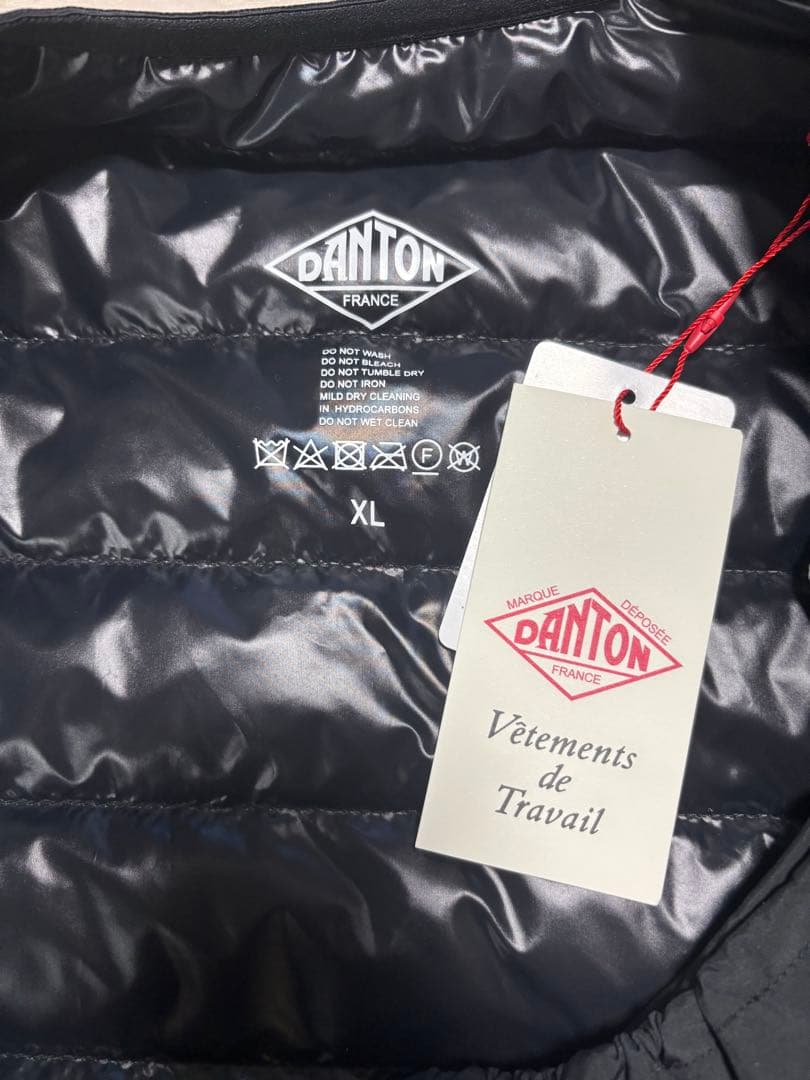 DANTON
FRANCE
DO NOT WASH
DO NOT BLEACH
DO NOT TUMBLE DRY
DO NOT IRON
MILD DRY CLEANING
IN HYDROCARBONS
DO NOT WET CLEAN
F W
XL
MARQUE DÉPOSÉE
DANTON
FRANCE
Vêtements
de
Travail